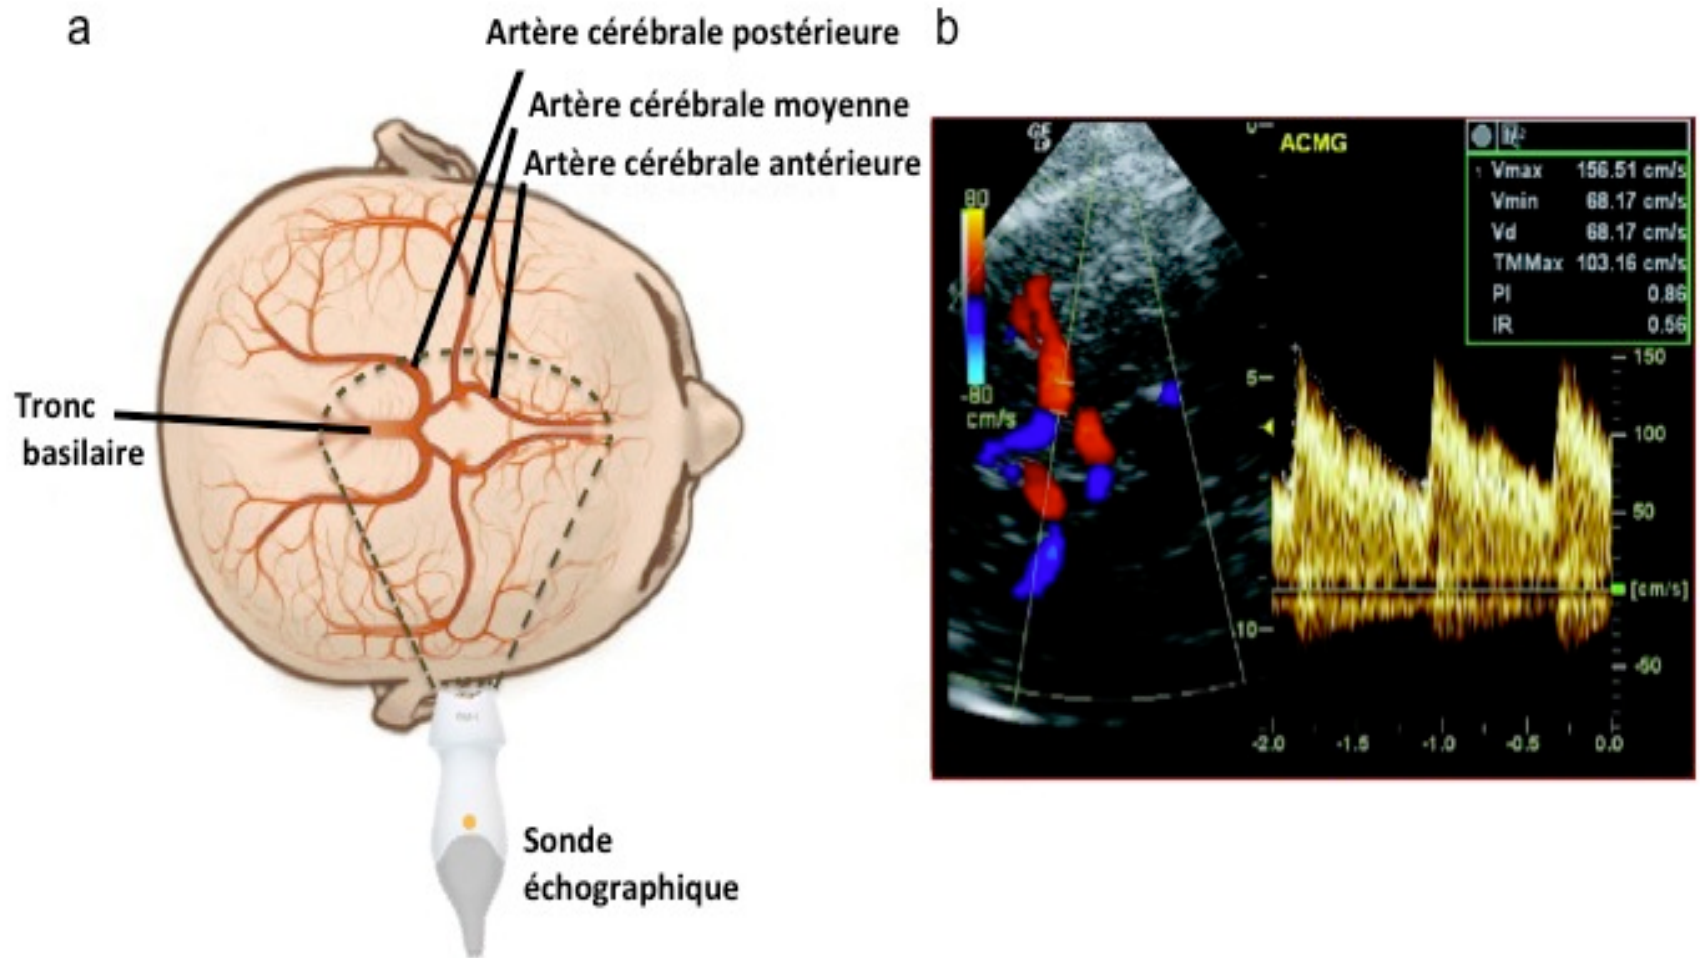 a
Artère cérébrale postérieure
Artère cérébrale moyenne
Artère cérébrale antérieure
Tronc
basilaire
Sonde
échographique
b
ACMG
80
-80
cm/s
0
5
10
Vmax 156.51 cm/s
Vmin 68.17 cm/s
Vd 68.17 cm/s
TMMax 103.16 cm/s
PI 0.86
IR 0.56
150
100
50
[cm/s]
-50
-2.0 -1.5 -1.0 -0.5 0.0